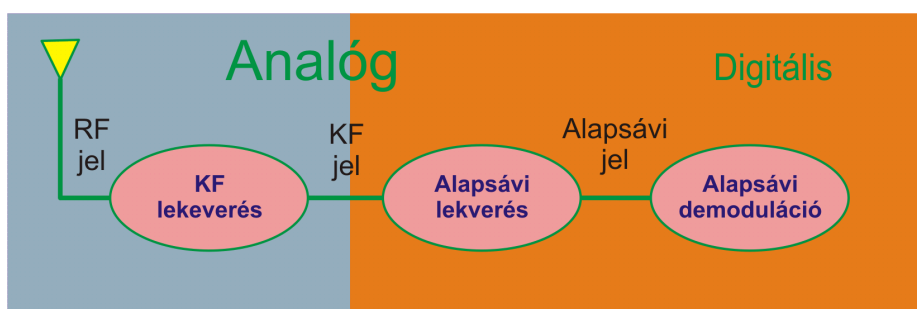 Analóg
Digitális
RF
jel
KF
jel
Alapsávi
jel
KF
lekeverés
Alapsávi
lekverés
Alapsávi
demoduláció